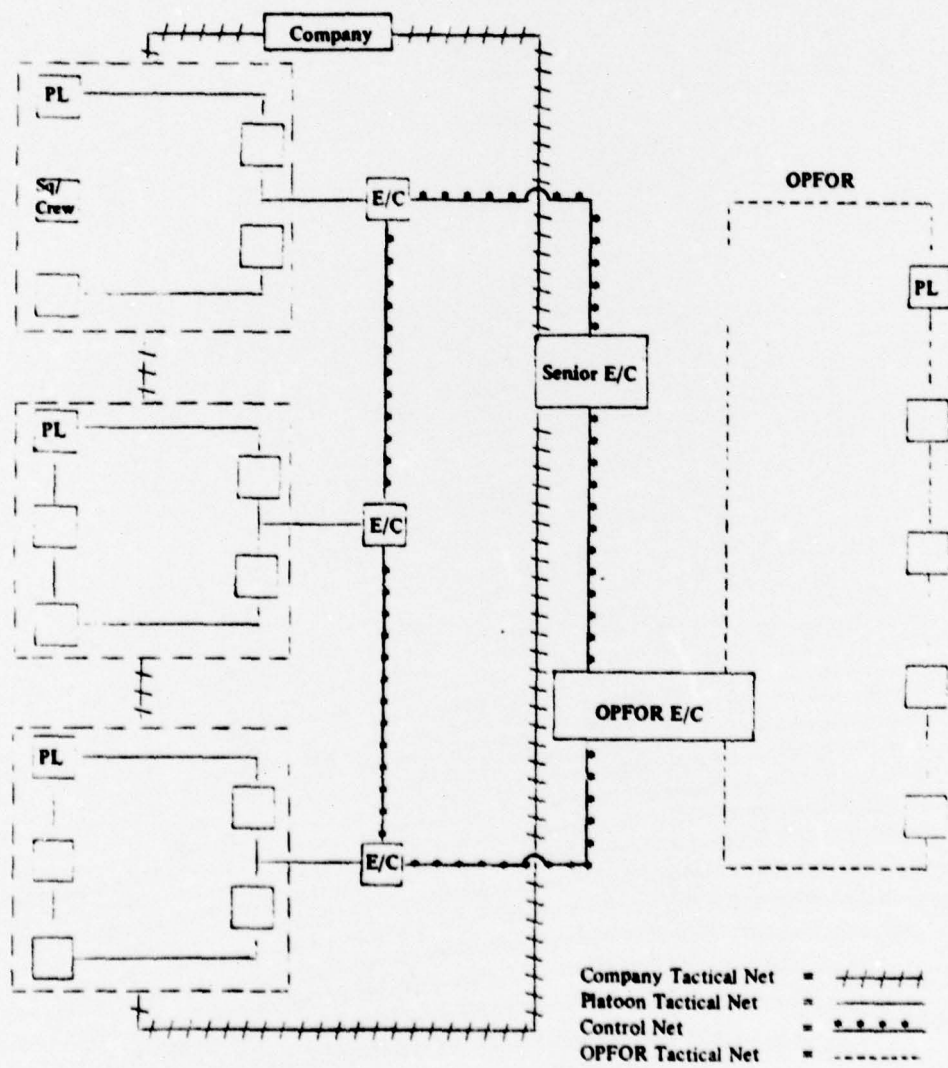 Company
PL
Sq/
Crew
E/C
OPFOR
PL
Senior E/C
PL
E/C
OPFOR E/C
PL
E/C
Company Tactical Net =
Platoon Tactical Net =
Control Net =
OPFOR Tactical Net =